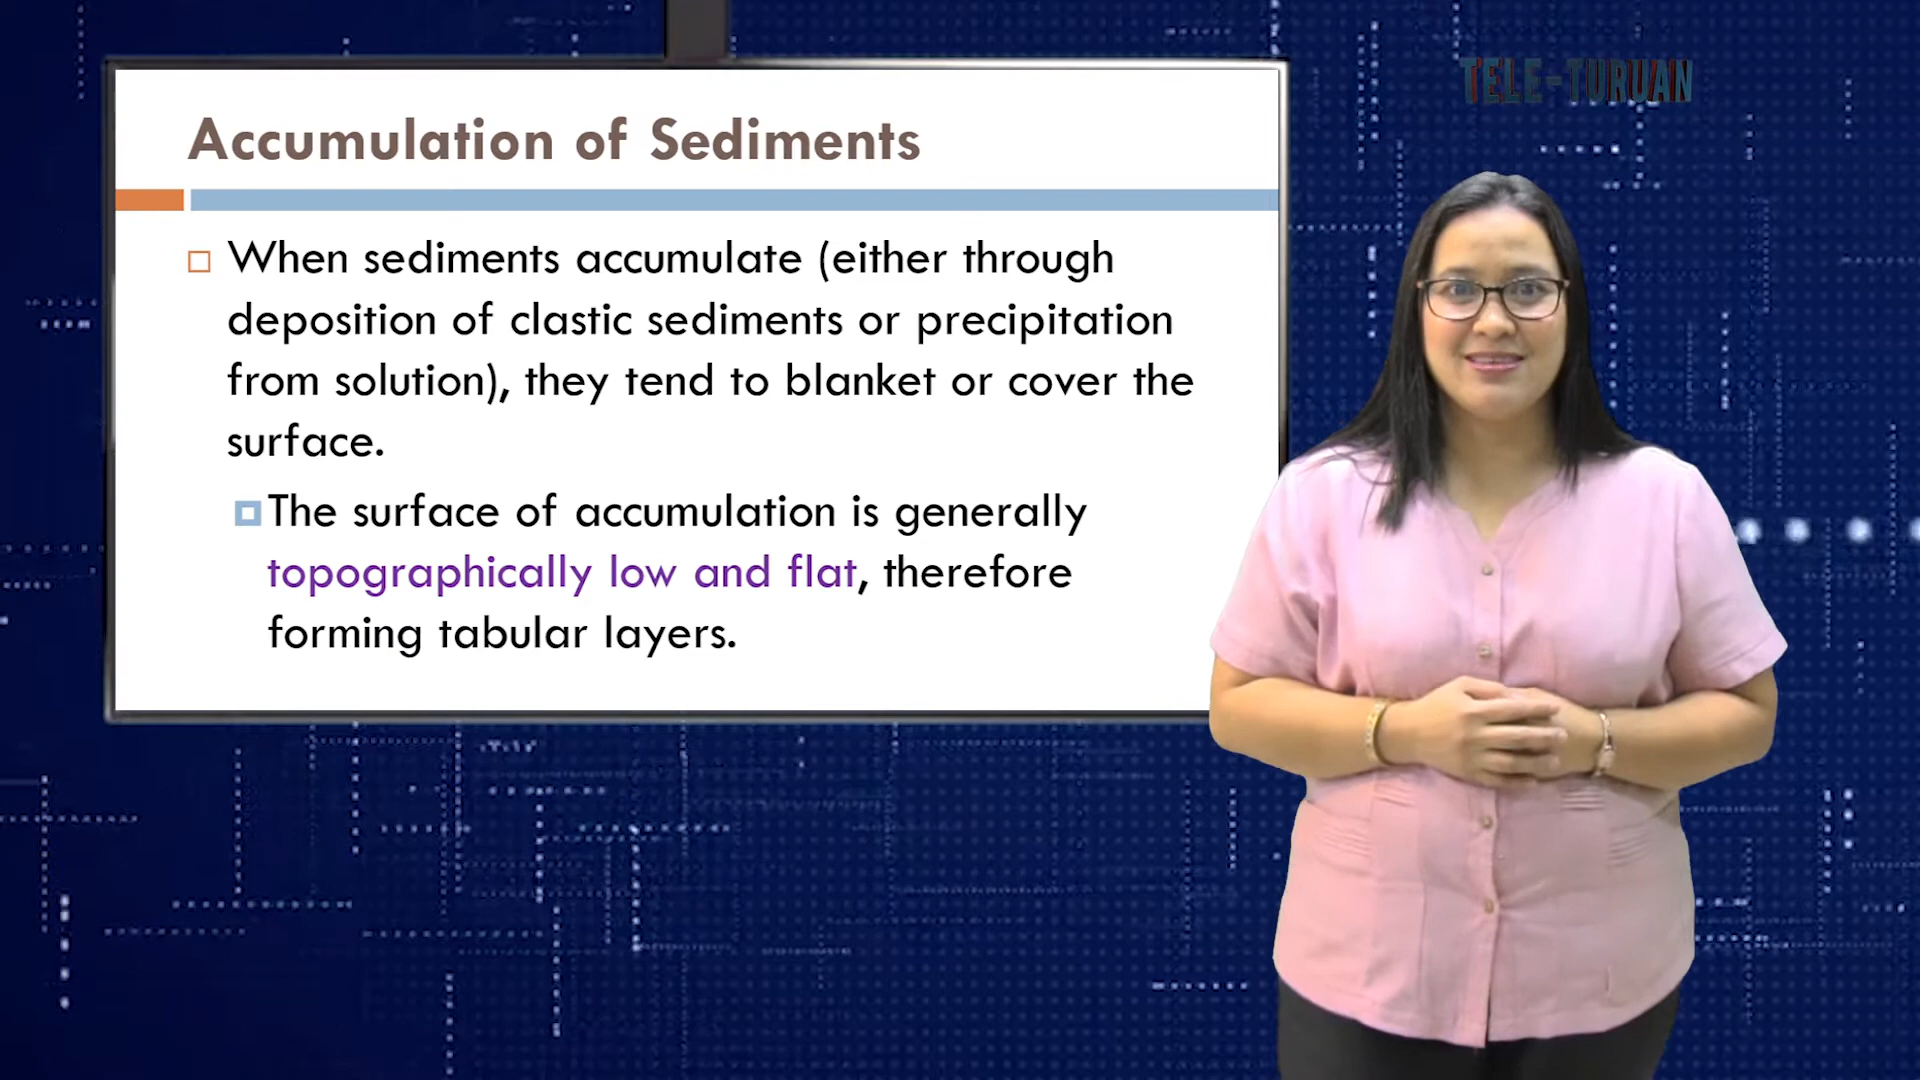 TELE-TURUAN
Accumulation of Sediments
When sediments accumulate (either through
deposition of clastic sediments or precipitation
from solution), they tend to blanket or cover the
surface.
The surface of accumulation is generally
topographically low and flat, therefore
forming tabular layers.